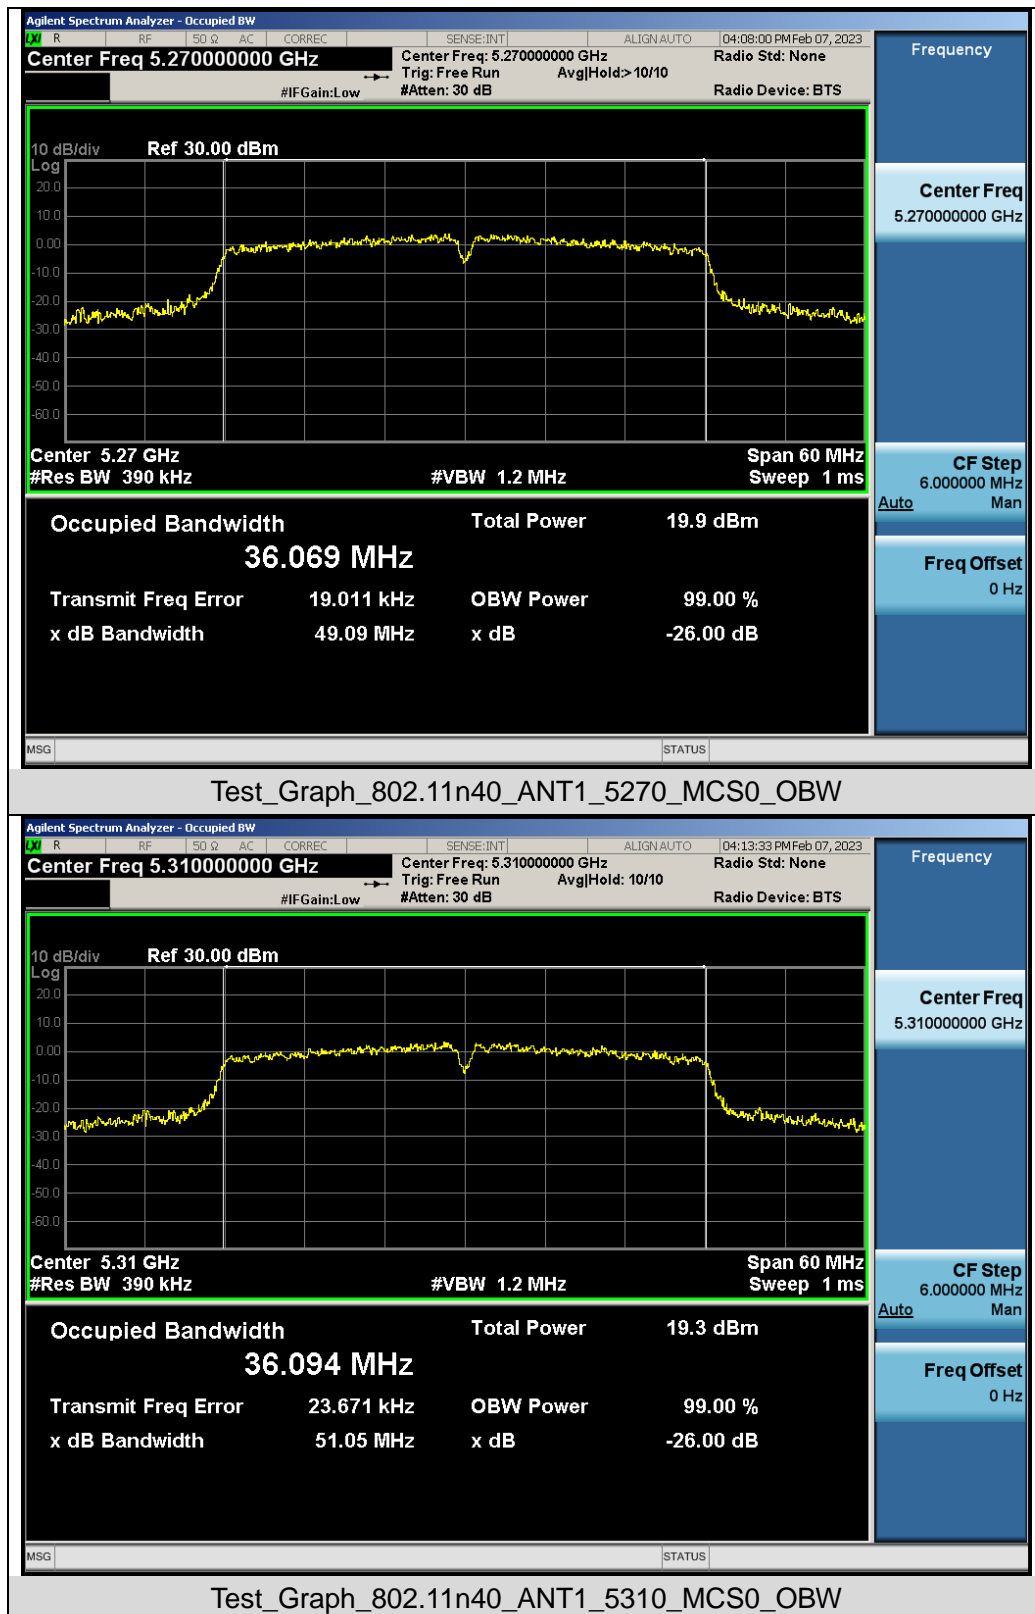 Agilent Spectrum Analyzer - Occupied BW
LXI R RF 50 Ω AC CORREC SENSE:INT ALIGN AUTO 04:08:00 PM Feb 07, 2023
Center Freq 5.270000000 GHz
Center Freq: 5.270000000 GHz Radio Std: None
Trig: Free Run Avg|Hold:> 10/10
#IFGain:Low #Atten: 30 dB Radio Device: BTS
Frequency
10 dB/div Ref 30.00 dBm
Log
20.0
10.0
0.00
-10.0
-20.0
-30.0
-40.0
-50.0
-60.0
Center 5.27 GHz Span 60 MHz
#Res BW 390 kHz #VBW 1.2 MHz Sweep 1 ms
Center Freq
5.270000000 GHz
CF Step
6.000000 MHz
Auto Man
Freq Offset
0 Hz
Occupied Bandwidth Total Power 19.9 dBm
36.069 MHz
Transmit Freq Error 19.011 kHz OBW Power 99.00 %
x dB Bandwidth 49.09 MHz x dB -26.00 dB
MSG STATUS
Test_Graph_802.11n40_ANT1_5270_MCS0_OBW
Agilent Spectrum Analyzer - Occupied BW
LXI R RF 50 Ω AC CORREC SENSE:INT ALIGN AUTO 04:13:33 PM Feb 07, 2023
Center Freq 5.310000000 GHz
Center Freq: 5.310000000 GHz Radio Std: None
Trig: Free Run Avg|Hold: 10/10
#IFGain:Low #Atten: 30 dB Radio Device: BTS
Frequency
10 dB/div Ref 30.00 dBm
Log
20.0
10.0
0.00
-10.0
-20.0
-30.0
-40.0
-50.0
-60.0
Center 5.31 GHz Span 60 MHz
#Res BW 390 kHz #VBW 1.2 MHz Sweep 1 ms
Center Freq
5.310000000 GHz
CF Step
6.000000 MHz
Auto Man
Freq Offset
0 Hz
Occupied Bandwidth Total Power 19.3 dBm
36.094 MHz
Transmit Freq Error 23.671 kHz OBW Power 99.00 %
x dB Bandwidth 51.05 MHz x dB -26.00 dB
MSG STATUS
Test_Graph_802.11n40_ANT1_5310_MCS0_OBW